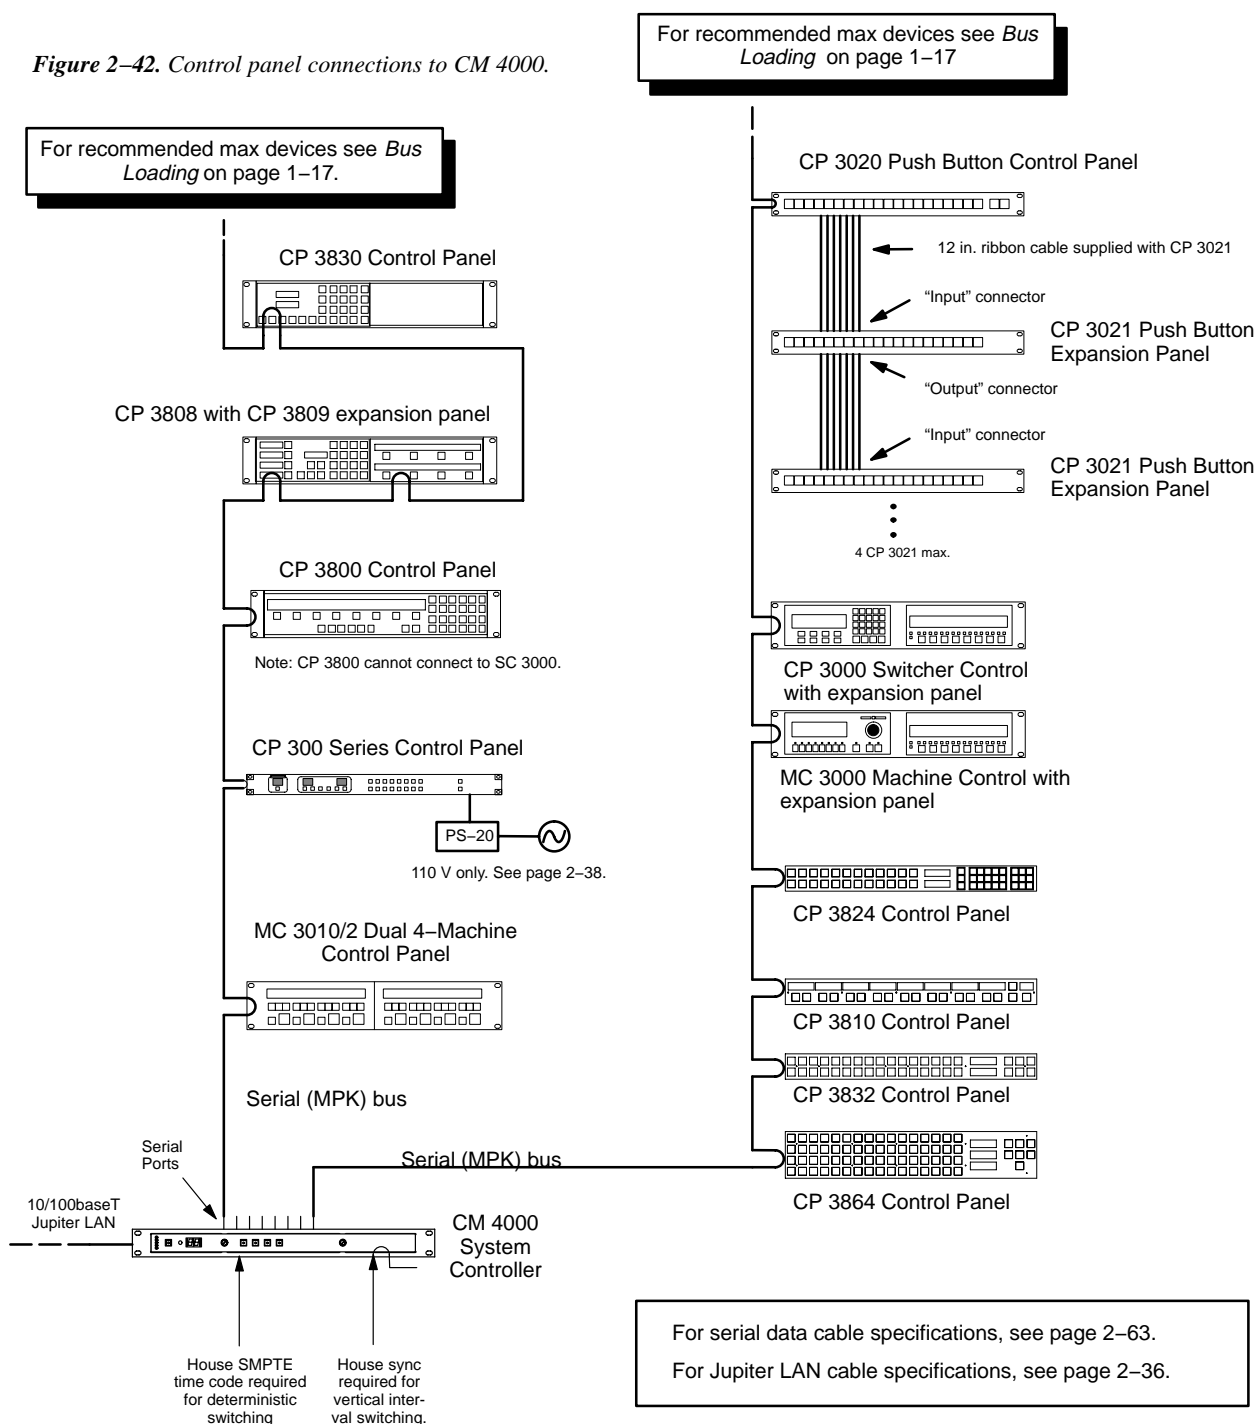 Figure 2–42. Control panel connections to CM 4000.
For recommended max devices see Bus
Loading on page 1–17.
CP 3830 Control Panel
CP 3808 with CP 3809 expansion panel
CP 3800 Control Panel
Note: CP 3800 cannot connect to SC 3000.
CP 300 Series Control Panel
PS–20
110 V only. See page 2–38.
MC 3010/2 Dual 4–Machine
Control Panel
Serial (MPK) bus
Serial
Ports
Serial (MPK) bus
10/100baseT
Jupiter LAN
CM 4000
System
Controller
House SMPTE
time code required
for deterministic
switching
House sync
required for
vertical inter-
val switching.
For recommended max devices see Bus
Loading on page 1–17
CP 3020 Push Button Control Panel
12 in. ribbon cable supplied with CP 3021
“Input” connector
CP 3021 Push Button
Expansion Panel
“Output” connector
“Input” connector
CP 3021 Push Button
Expansion Panel
4 CP 3021 max.
CP 3000 Switcher Control
with expansion panel
MC 3000 Machine Control with
expansion panel
CP 3824 Control Panel
CP 3810 Control Panel
CP 3832 Control Panel
CP 3864 Control Panel
For serial data cable specifications, see page 2–63.
For Jupiter LAN cable specifications, see page 2–36.